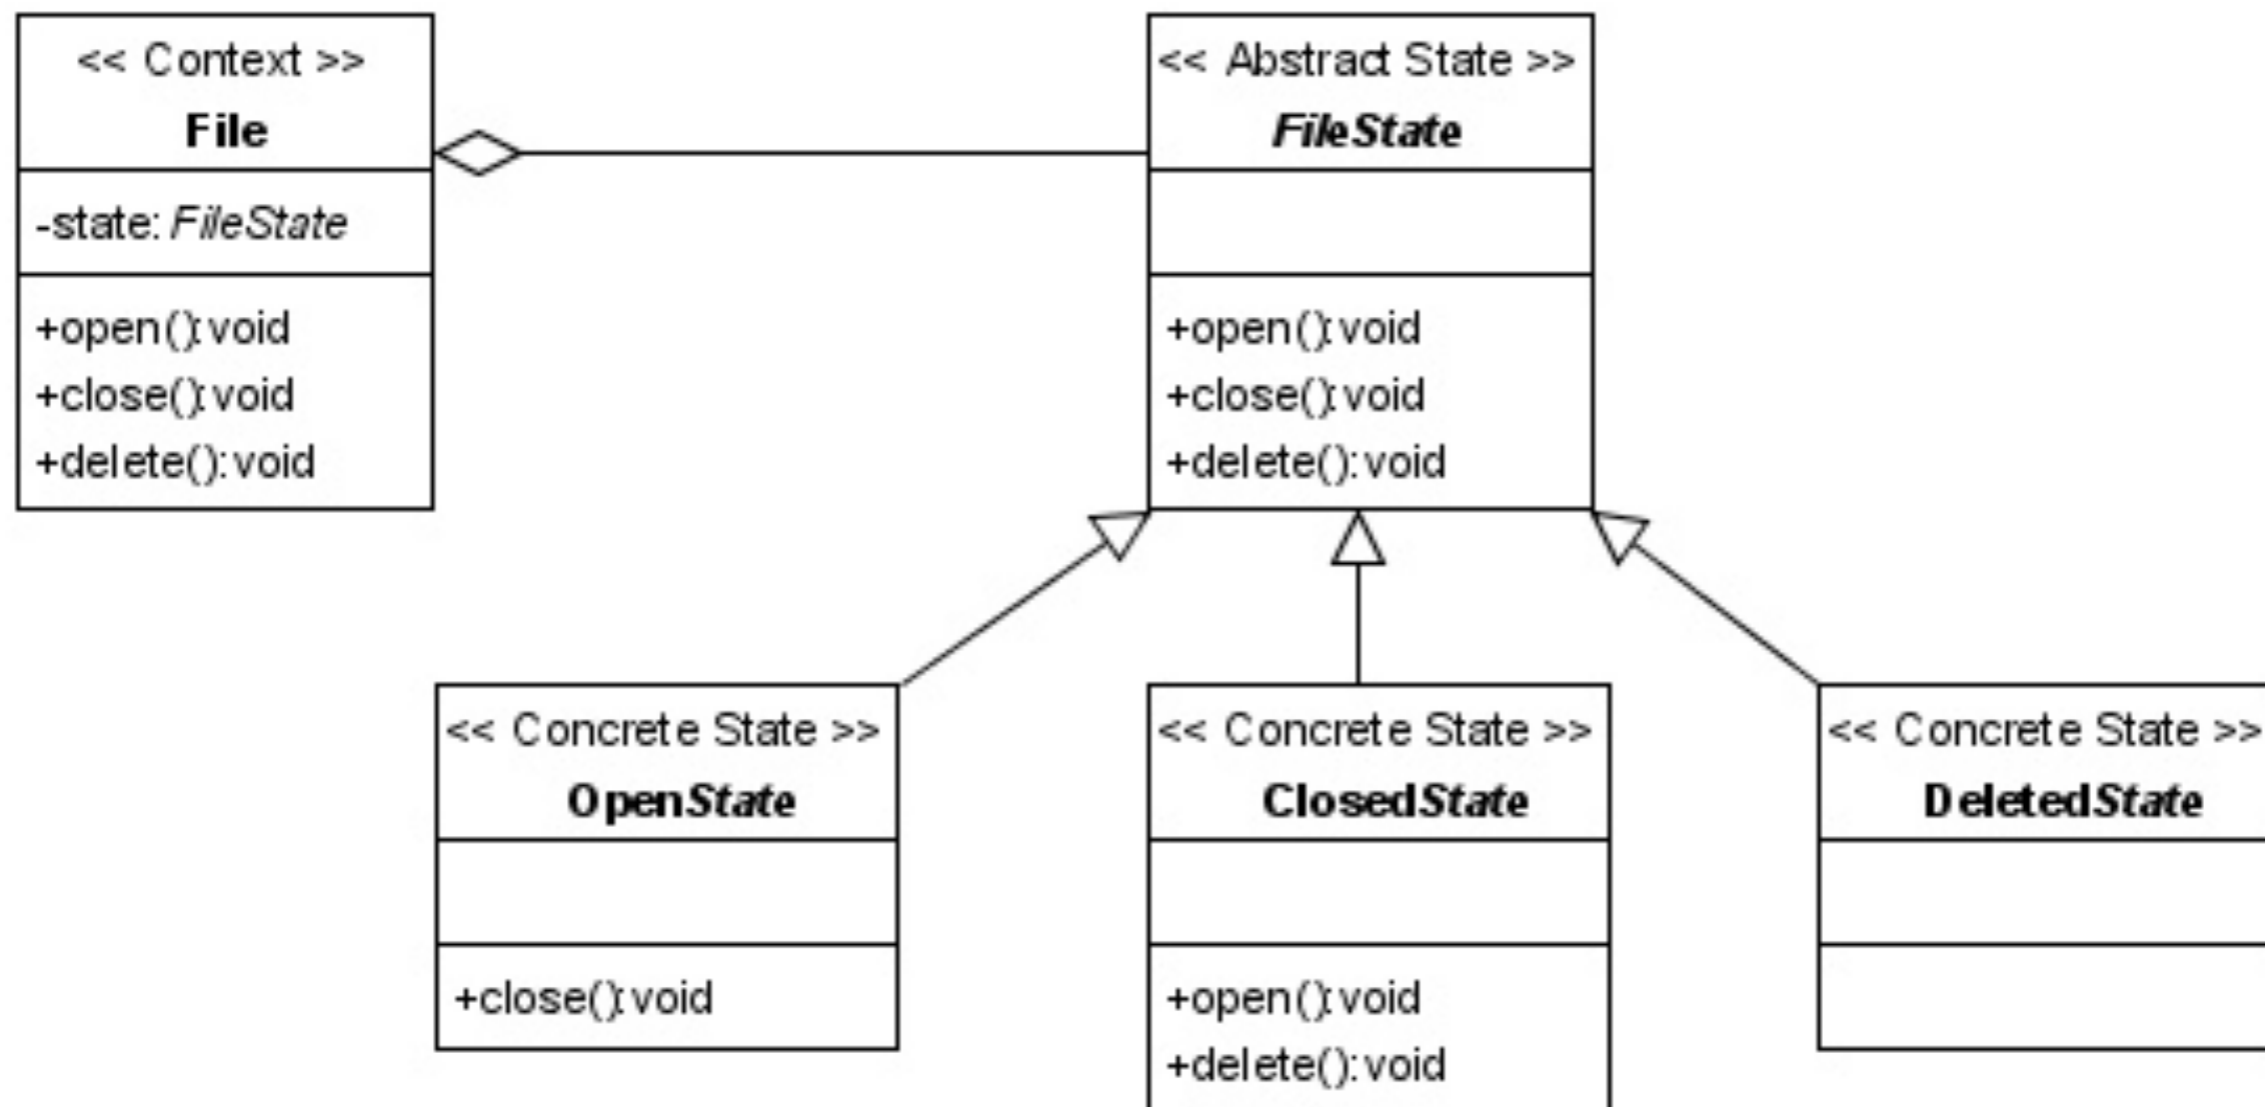 << Context >>
File
-state: FileState
+open():void
+close():void
+delete():void
<< Abstract State >>
FileState
+open():void
+close():void
+delete():void
<< Concrete State >>
OpenState
+close():void
<< Concrete State >>
ClosedState
+open():void
+delete():void
<< Concrete State >>
DeletedState